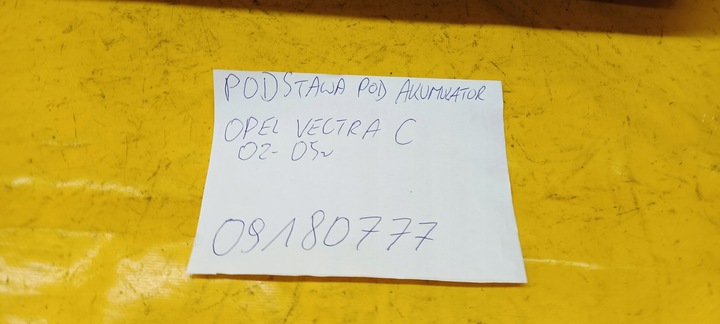 PODSTAWA POD AKUMULATOR
OPEL VECTRA C
02-05r
09180777